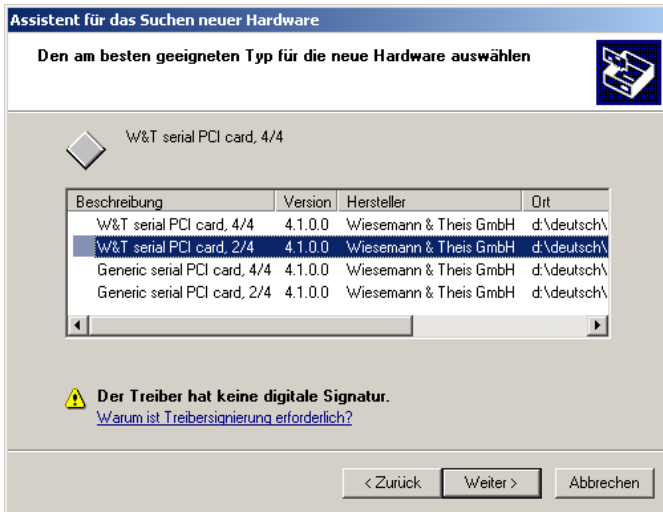 Assistent für das Suchen neuer Hardware
Den am besten geeigneten Typ für die neue Hardware auswählen
W&T serial PCI card, 4/4
Beschreibung Version Hersteller Ort
W&T serial PCI card, 4/4 4.1.0.0 Wiesemann & Theis GmbH d:\deutsch\
W&T serial PCI card, 2/4 4.1.0.0 Wiesemann & Theis GmbH d:\deutsch\
Generic serial PCI card, 4/4 4.1.0.0 Wiesemann & Theis GmbH d:\deutsch\
Generic serial PCI card, 2/4 4.1.0.0 Wiesemann & Theis GmbH d:\deutsch\
Der Treiber hat keine digitale Signatur.
Warum ist Treibersignierung erforderlich?
< Zurück Weiter > Abbrechen